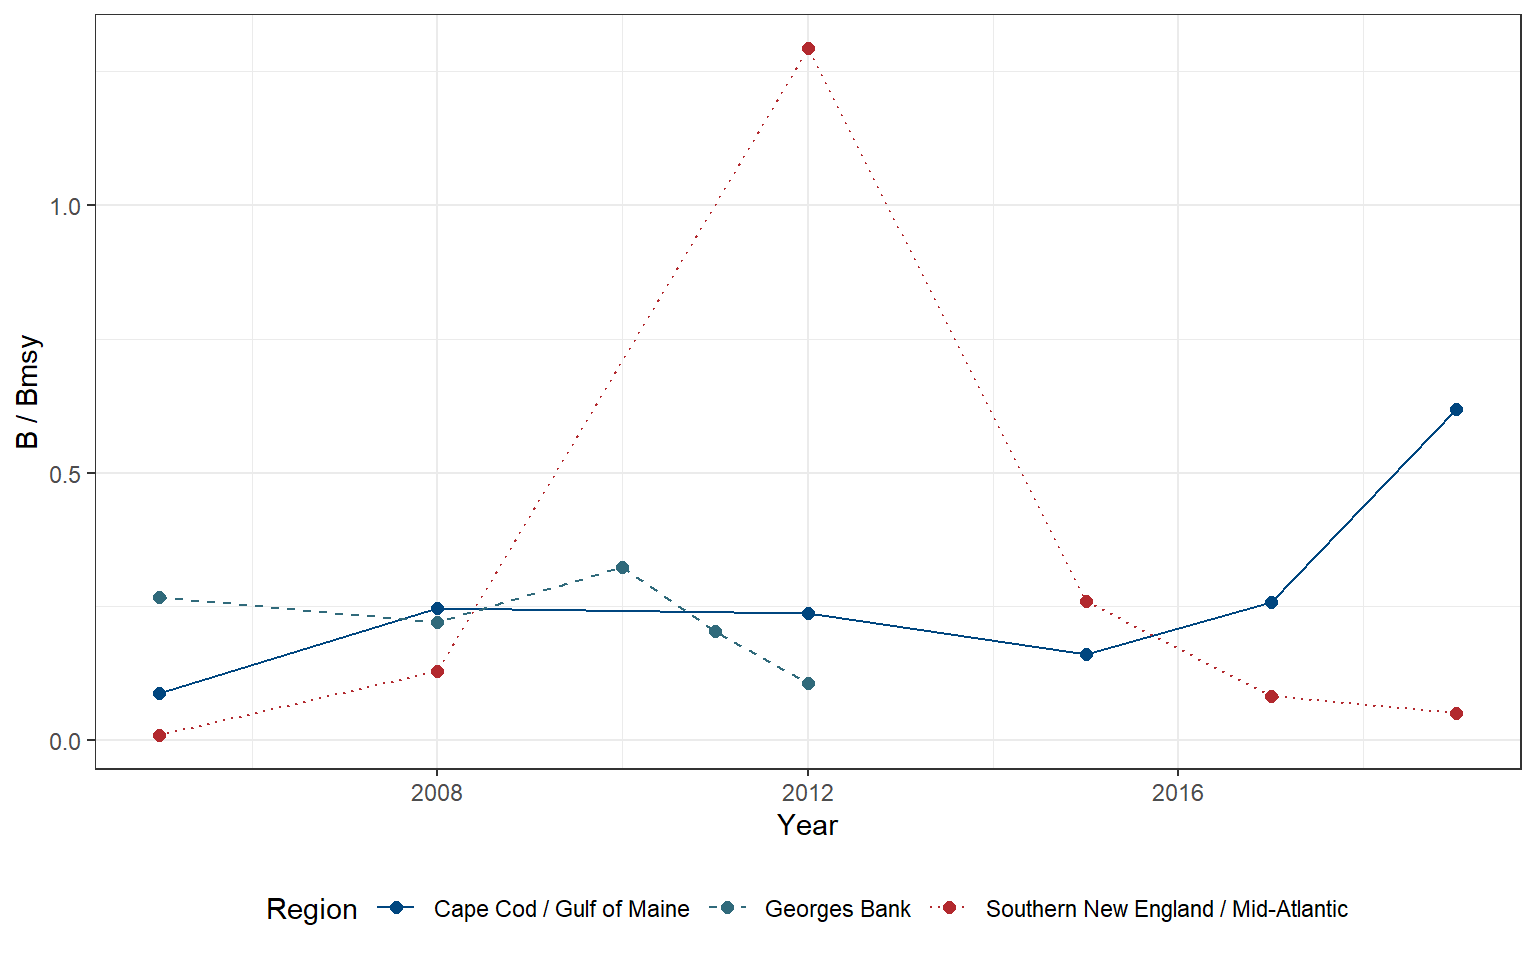 1.0
0.5
0.0
B / Bmsy
2008 2012 2016
Year
Region Cape Cod / Gulf of Maine Georges Bank Southern New England / Mid-Atlantic